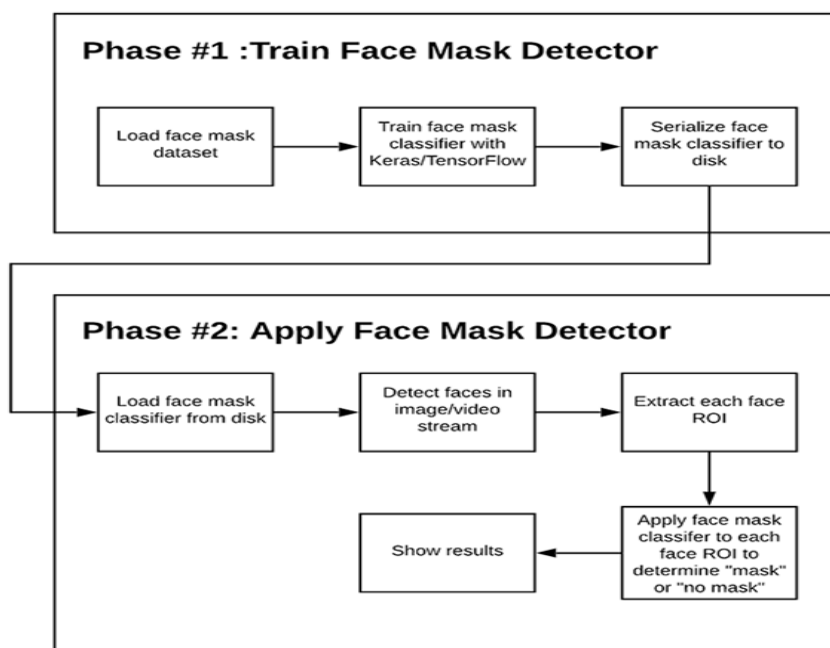 Phase #1 :Train Face Mask Detector
Load face mask
dataset
Train face mask
classifier with
Keras/TensorFlow
Serialize face
mask classifier to
disk
Phase #2: Apply Face Mask Detector
Load face mask
classifier from disk
Detect faces in
image/video
stream
Extract each face
ROI
Apply face mask
classifer to each
face ROI to
determine "mask"
or "no mask"
Show results